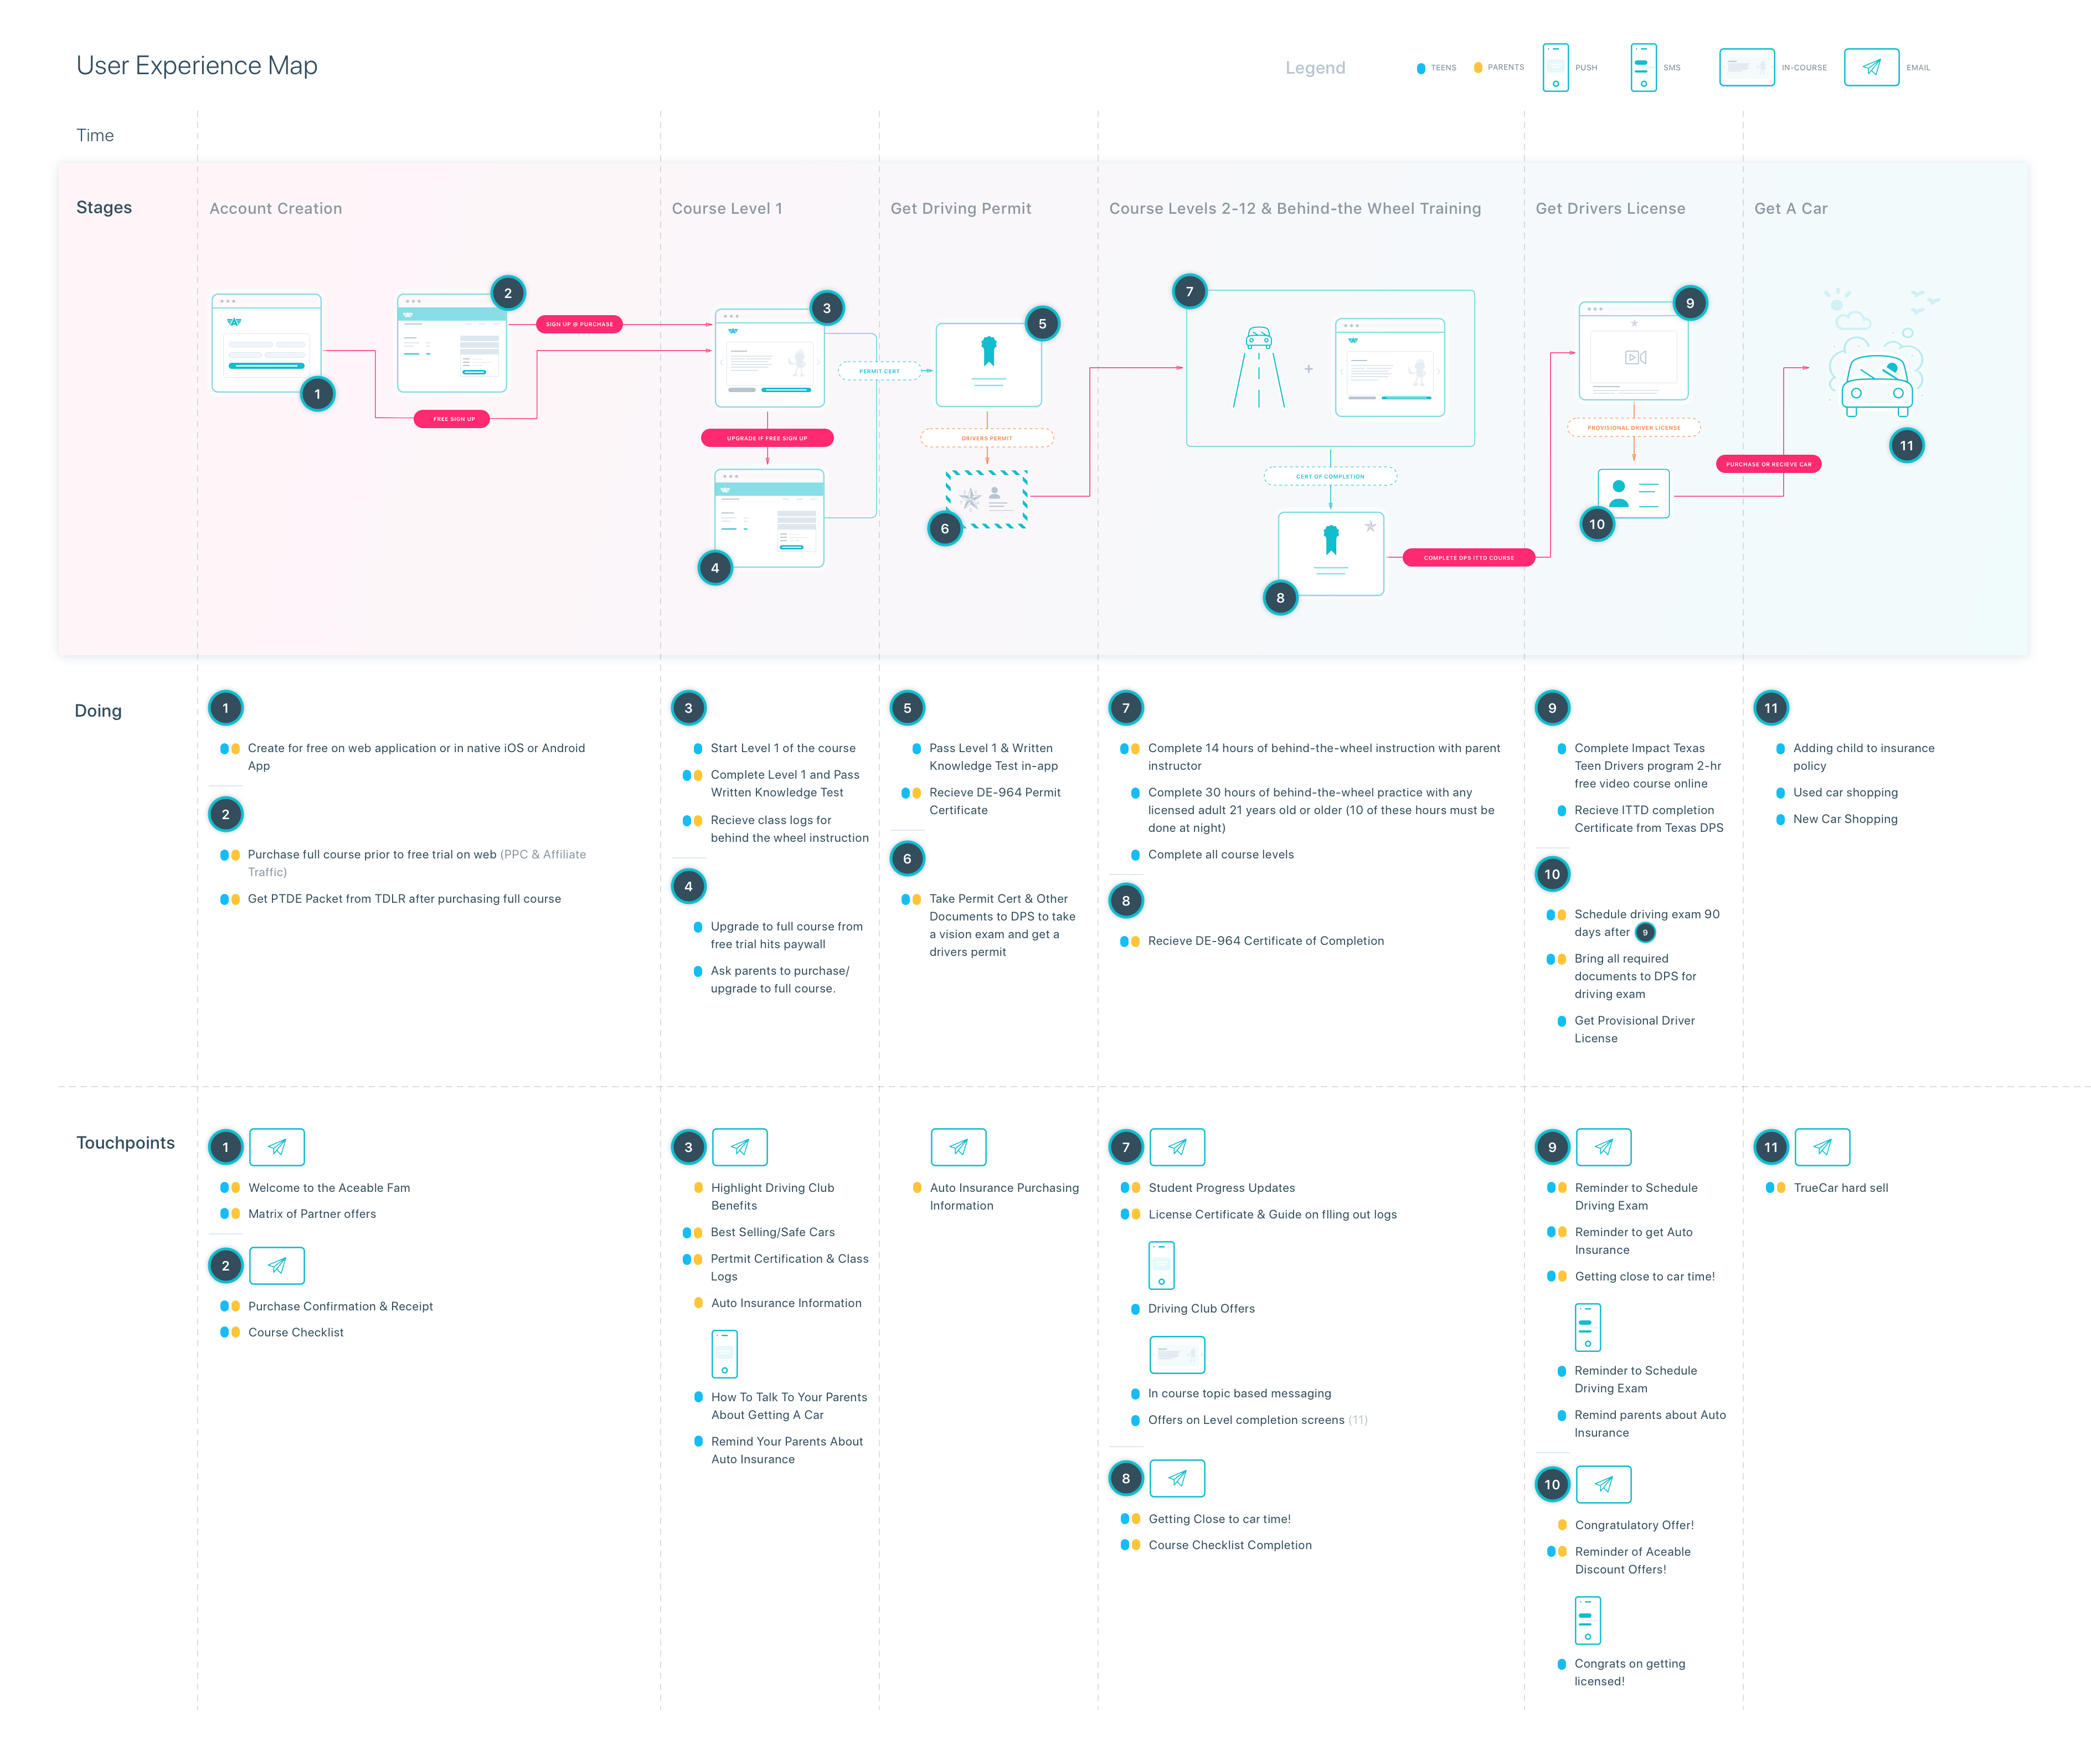 User Experience Map
Legend
TEENS
PARENTS
PUSH
SMS
IN-COURSE
EMAIL
Time
Stages
Account Creation
Course Level 1
Get Driving Permit
Course Levels 2-12 & Behind-the Wheel Training
Get Drivers License
Get A Car
1
2
SIGN UP @ PURCHASE
FREE SIGN UP
3
UPGRADE IF FREE SIGN UP
4
PERMIT CERT
5
DRIVERS PERMIT
6
7
+
CERT OF COMPLETION
8
COMPLETE DPS ITTD COURSE
9
PROVISIONAL DRIVER LICENSE
10
PURCHASE OR RECIEVE CAR
11
Doing
1
Create for free on web application or in native iOS or Android
App
2
Purchase full course prior to free trial on web (PPC & Affiliate
Traffic)
Get PTDE Packet from TDLR after purchasing full course
3
Start Level 1 of the course
Complete Level 1 and Pass
Written Knowledge Test
Recieve class logs for
behind the wheel instruction
4
Upgrade to full course from
free trial hits paywall
Ask parents to purchase/
upgrade to full course.
5
Pass Level 1 & Written
Knowledge Test in-app
Recieve DE-964 Permit
Certificate
6
Take Permit Cert & Other
Documents to DPS to take
a vision exam and get a
drivers permit
7
Complete 14 hours of behind-the-wheel instruction with parent
instructor
Complete 30 hours of behind-the-wheel practice with any
licensed adult 21 years old or older (10 of these hours must be
done at night)
Complete all course levels
8
Recieve DE-964 Certificate of Completion
9
Complete Impact Texas
Teen Drivers program 2-hr
free video course online
Recieve ITTD completion
Certificate from Texas DPS
10
Schedule driving exam 90
days after 9
Bring all required
documents to DPS for
driving exam
Get Provisional Driver
License
11
Adding child to insurance
policy
Used car shopping
New Car Shopping
Touchpoints
1
Welcome to the Aceable Fam
Matrix of Partner offers
2
Purchase Confirmation & Receipt
Course Checklist
3
Highlight Driving Club
Benefits
Best Selling/Safe Cars
Pertmit Certification & Class
Logs
Auto Insurance Information
How To Talk To Your Parents
About Getting A Car
Remind Your Parents About
Auto Insurance
Auto Insurance Purchasing
Information
7
Student Progress Updates
License Certificate & Guide on flling out logs
Driving Club Offers
In course topic based messaging
Offers on Level completion screens (11)
8
Getting Close to car time!
Course Checklist Completion
9
Reminder to Schedule
Driving Exam
Reminder to get Auto
Insurance
Getting close to car time!
Reminder to Schedule
Driving Exam
Remind parents about Auto
Insurance
10
Congratulatory Offer!
Reminder of Aceable
Discount Offers!
Congrats on getting
licensed!
11
TrueCar hard sell